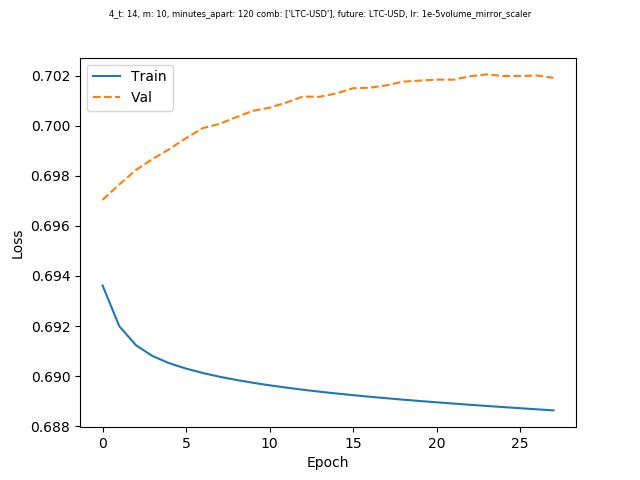 4_t: 14, m: 10, minutes_apart: 120 comb: ['LTC-USD'], future: LTC-USD, lr: 1e-5volume_mirror_scaler
Train
Val
0.702
0.700
0.698
0.696
0.694
0.692
0.690
0.688
Loss
0 5 10 15 20 25
Epoch